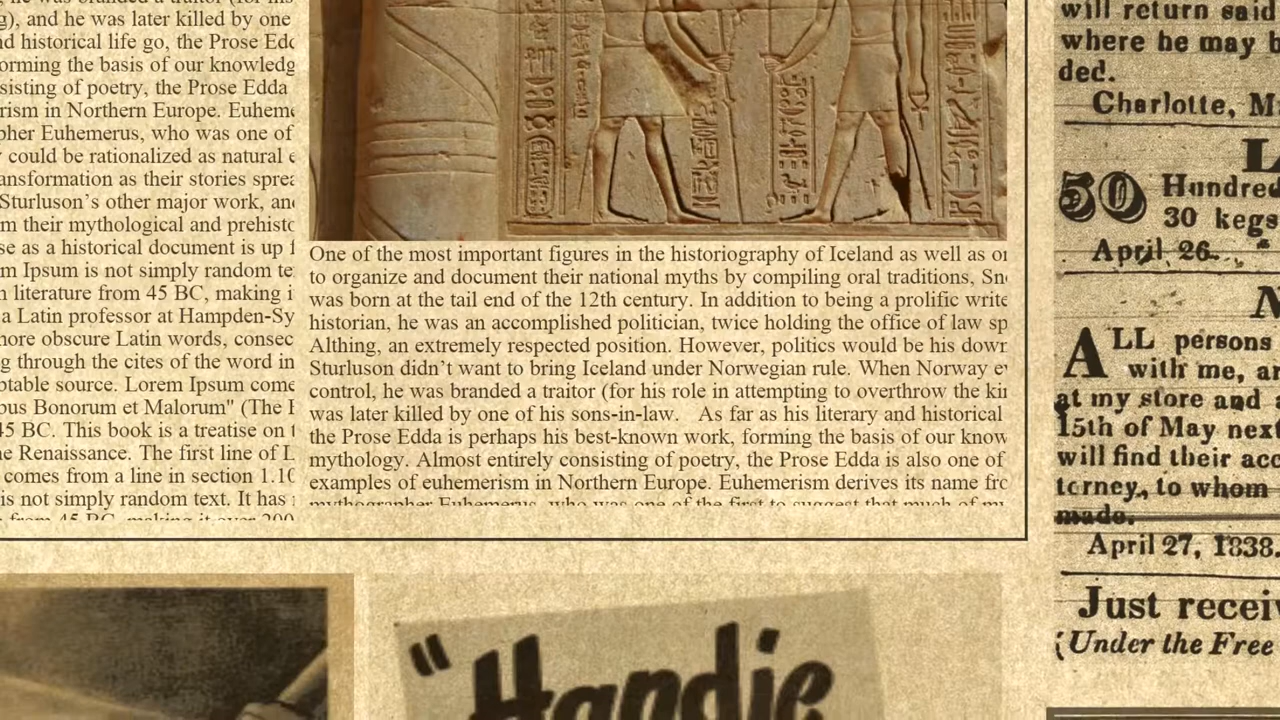 g), and he was later killed by one
d historical life go, the Prose Ed
orming the basis of our knowledg
sisting of poetry, the Prose Edda
rism in Northern Europe. Euhem
pher Euhemerus, who was one of
could be rationalized as natural e
ansformation as their stories sprea
Sturluson's other major work, an
m their mythological and prehisto
se as a historical document is up
m Ipsum is not simply random te
n literature from 45 BC, making i
a Latin professor at Hampden-Sy
more obscure Latin words, consec
g through the cites of the word in
ptable source. Lorem Ipsum come
bus Bonorum et Malorum" (The
45 BC. This book is a treatise on t
he Renaissance. The first line of L
comes from a line in section 1.10
is not simply random text. It has
from 45 BC, making it over 200
One of the most important figures in the historiography of Iceland as well as o
to organize and document their national myths by compiling oral traditions, Sn
was born at the tail end of the 12th century. In addition to being a prolific write
historian, he was an accomplished politician, twice holding the office of law sp
Althing, an extremely respected position. However, politics would be his dow
Sturluson didn't want to bring Iceland under Norwegian rule. When Norway ev
control, he was branded a traitor (for his role in attempting to overthrow the ki
was later killed by one of his sons-in-law. As far as his literary and historical
the Prose Edda is perhaps his best-known work, forming the basis of our know
mythology. Almost entirely consisting of poetry, the Prose Edda is also one of
examples of euhemerism in Northern Europe. Euhemerism derives its name fro
mythographer Euhemerus, who was one of the first to suggest that much of my
will return said
where he may b
ded.
Charlotte, M
L
50 Hundred
30 kegs
April 26.
N
ALL persons
with me, an
at my store and a
15th of May next
will find their acc
torney, to whom
made.
April 27, 1838.
Just receiv
(Under the Free
"Handie